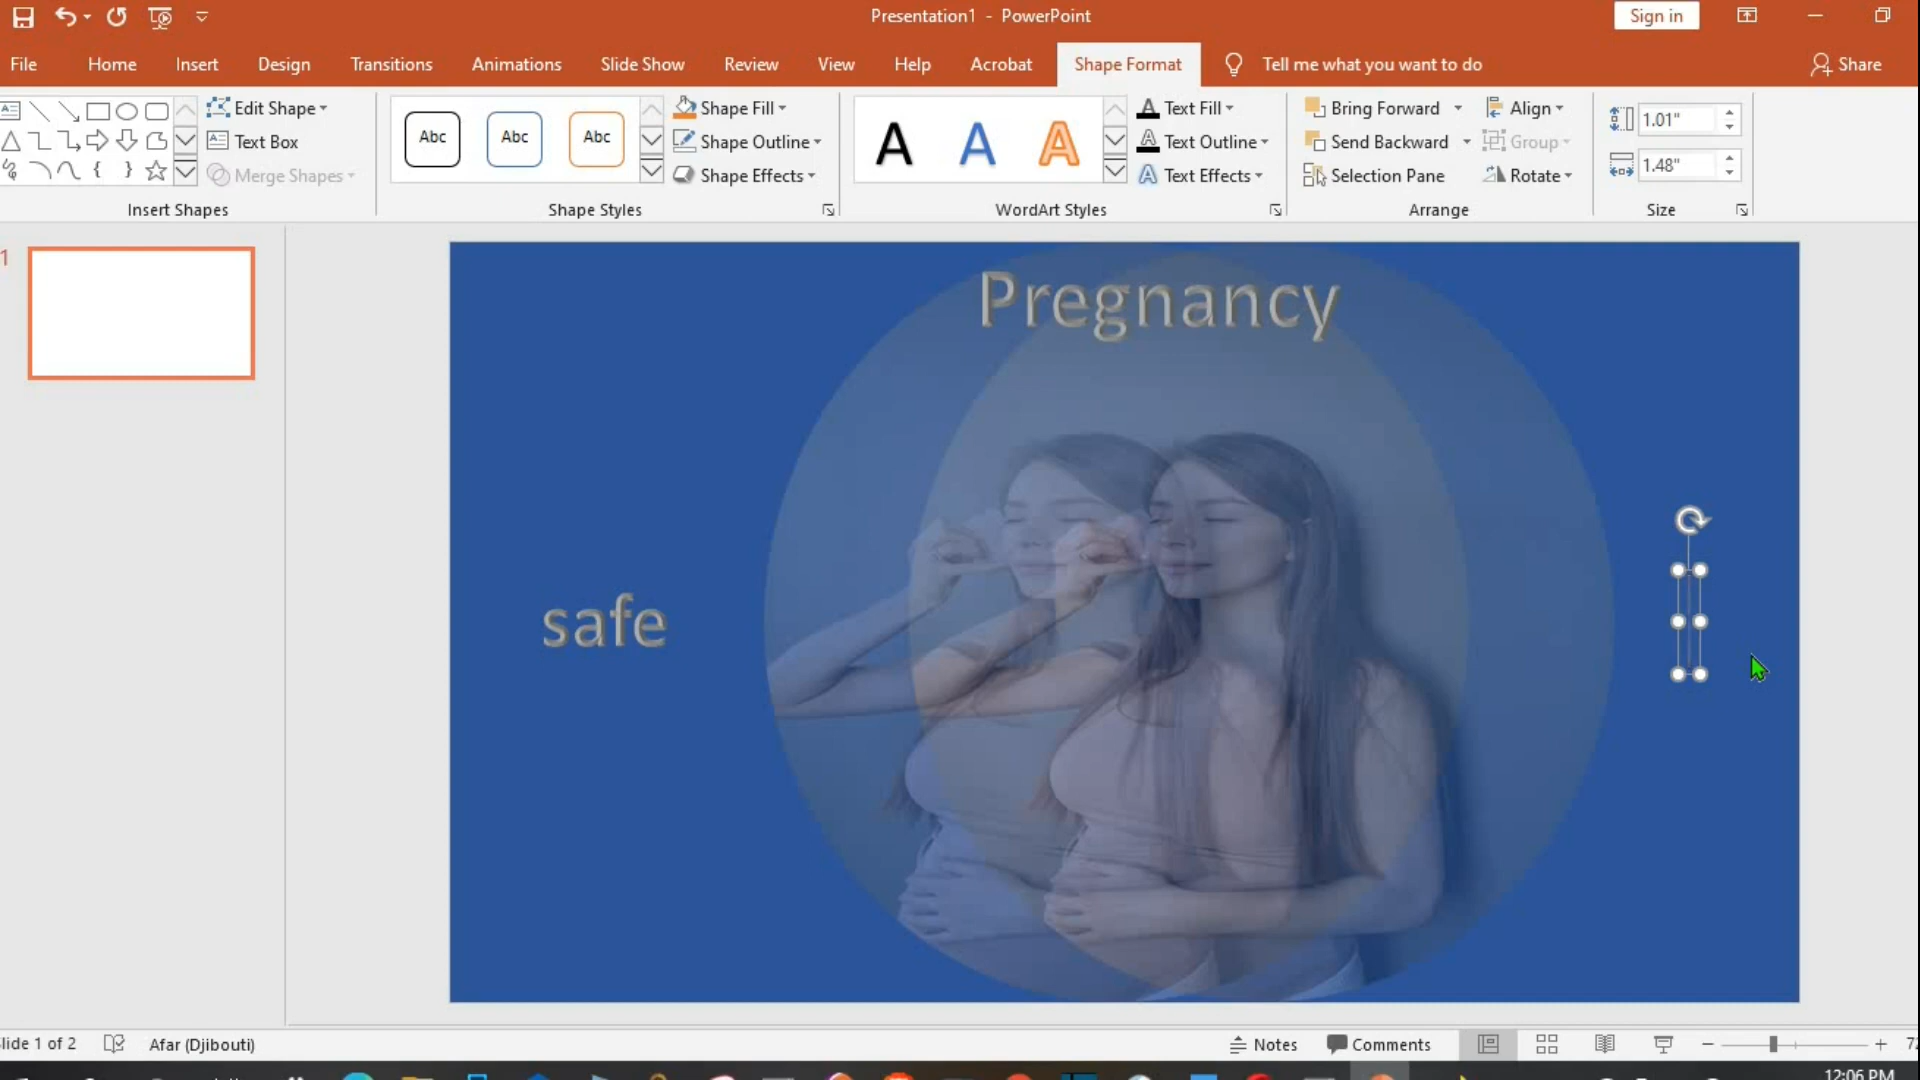 Presentation1 - PowerPoint
Sign in
File Home Insert Design Transitions Animations Slide Show Review View Help Acrobat Shape Format Tell me what you want to do Share
Edit Shape
Text Box
Merge Shapes
Insert Shapes
Abc Abc Abc
Shape Fill
Shape Outline
Shape Effects
Shape Styles
A A A
Text Fill
Text Outline
Text Effects
WordArt Styles
Bring Forward
Send Backward
Selection Pane
Align
Group
Rotate
Arrange
1.01"
1.48"
Size
1
Pregnancy
safe
lide 1 of 2 Afar (Djibouti) Notes Comments
12:06 PM